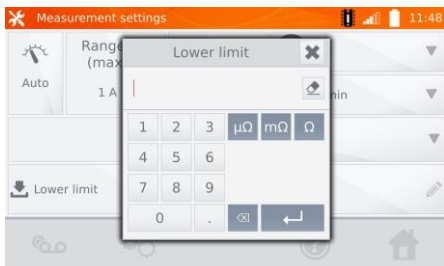 Measurement settings 11:48
Range
(max
Auto
1 A
Lower limit
min
1 2 3 μΩ mΩ Ω
4 5 6
7 8 9
0 .
Lower limit